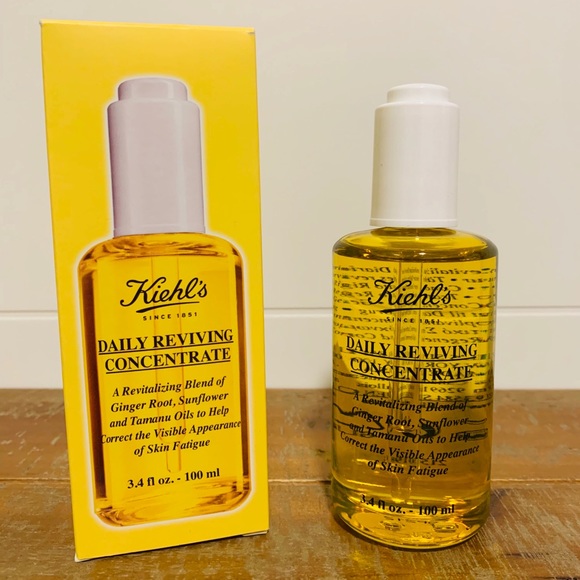 Kiehl's
SINCE 1851
DAILY REVIVING
CONCENTRATE
A Revitalizing Blend of
Ginger Root, Sunflower
and Tamanu Oils to Help
Correct the Visible Appearance
of Skin Fatigue
3.4 fl oz. - 100 ml
Kiehl's
SINCE 1851
DAILY REVIVING
CONCENTRATE
A Revitalizing Blend of
Ginger Root, Sunflower
and Tamanu Oils to Help
Correct the Visible Appearance
of Skin Fatigue
3.4 fl oz. - 100 ml